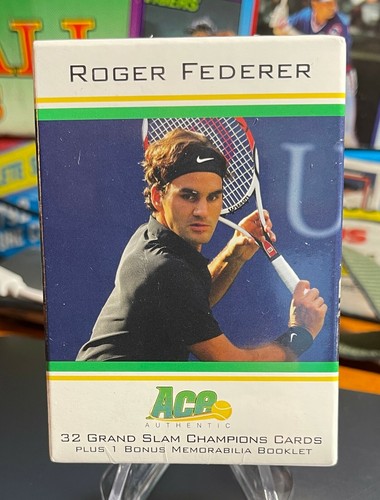 ROGER FEDERER
U
Ace
AUTHENTIC
32 GRAND SLAM CHAMPIONS CARDS
PLUS 1 BONUS MEMORABILIA BOOKLET